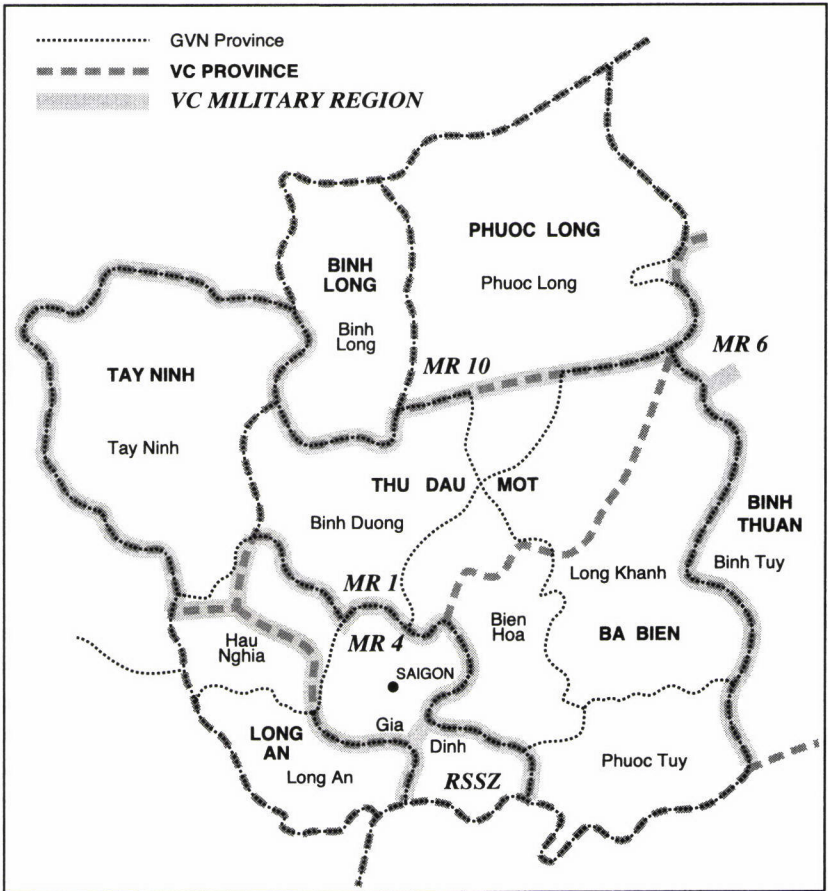 GVN Province
VC PROVINCE
VC MILITARY REGION
PHUOC LONG
BINH
LONG
Phuoc Long
Binh
Long
MR 6
MR 10
TAY NINH
Tay Ninh
THU DAU MOT
BINH
THUAN
Binh Duong
Binh Tuy
Long Khanh
MR 1
Bien
Hoa
BA BIEN
Hau
Nghia
MR 4
SAIGON
Gia
Dinh
LONG
AN
Long An
Phuoc Tuy
RSSZ